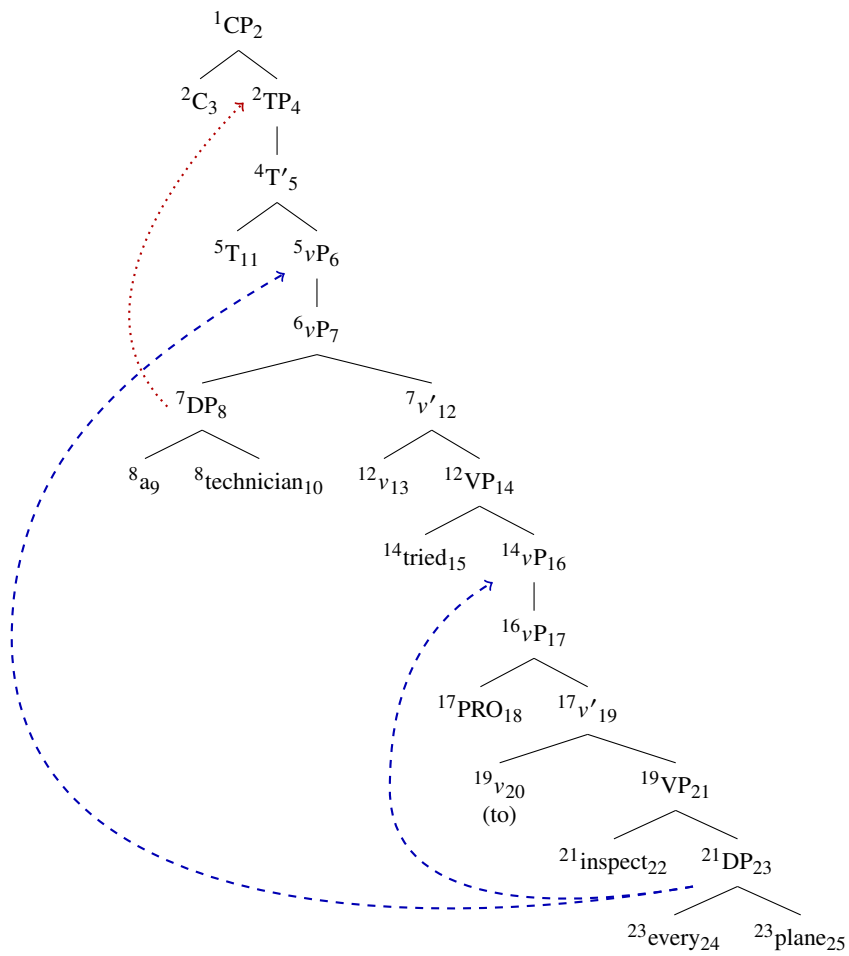 ¹CP₂
²C₃ ²TP₄
⁴T′₅
⁵T₁₁ ⁵vP₆
⁶vP₇
⁷DP₈ ⁷v′₁₂
⁸a₉ ⁸technician₁₀ ¹²v₁₃ ¹²VP₁₄
¹⁴tried₁₅ ¹⁴vP₁₆
¹⁶vP₁₇
¹⁷PRO₁₈ ¹⁷v′₁₉
¹⁹v₂₀ ¹⁹VP₂₁
(to)
²¹inspect₂₂ ²¹DP₂₃
²³every₂₄ ²³plane₂₅